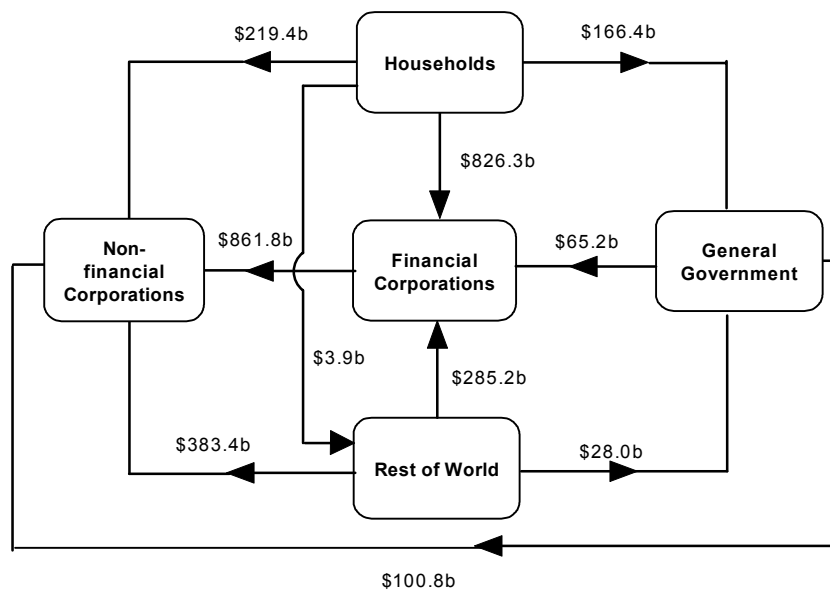 $219.4b
$166.4b
Households
$826.3b
Non-
financial
Corporations
$861.8b
Financial
Corporations
$65.2b
General
Government
$3.9b
$285.2b
$383.4b
Rest of World
$28.0b
$100.8b